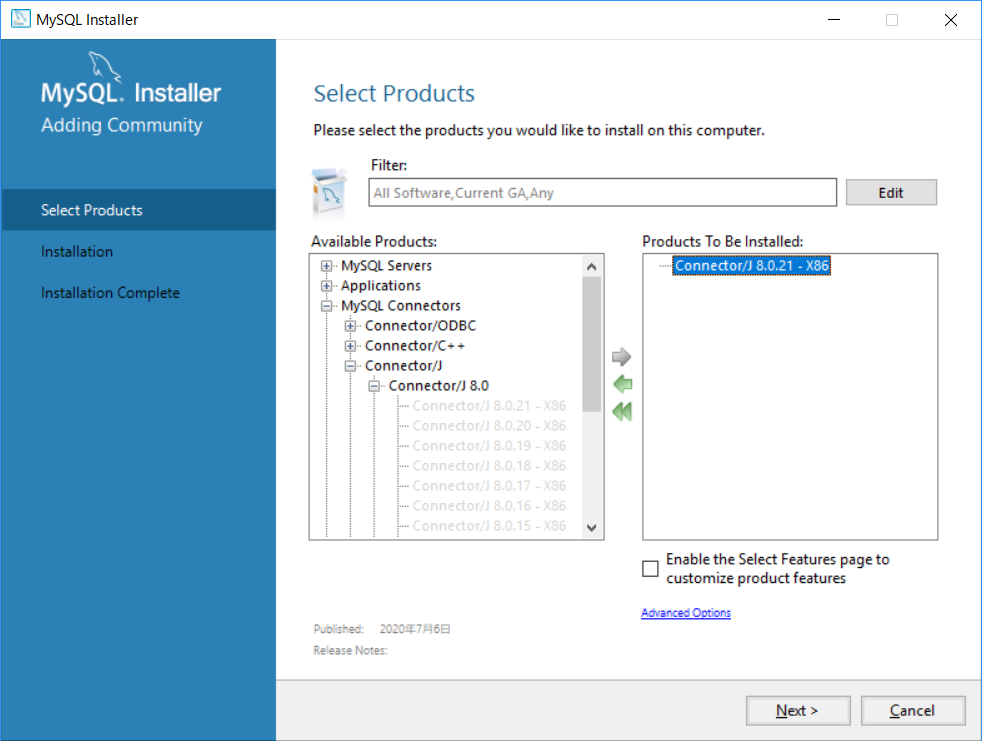 MySQL Installer
MySQL. Installer
Adding Community
Select Products
Installation
Installation Complete
Select Products
Please select the products you would like to install on this computer.
Filter:
All Software,Current GA,Any
Edit
Available Products:
MySQL Servers
Applications
MySQL Connectors
Connector/ODBC
Connector/C++
Connector/J
Connector/J 8.0
Connector/J 8.0.21 - X86
Connector/J 8.0.20 - X86
Connector/J 8.0.19 - X86
Connector/J 8.0.18 - X86
Connector/J 8.0.17 - X86
Connector/J 8.0.16 - X86
Connector/J 8.0.15 - X86
Products To Be Installed:
Connector/J 8.0.21 - X86
Enable the Select Features page to
customize product features
Advanced Options
Published: 2020年7月6日
Release Notes:
Next >
Cancel